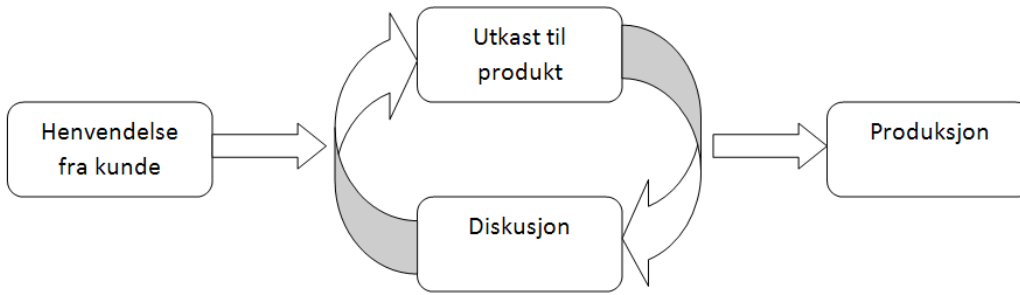 Henvendelse
fra kunde
Utkast til
produkt
Diskusjon
Produksjon